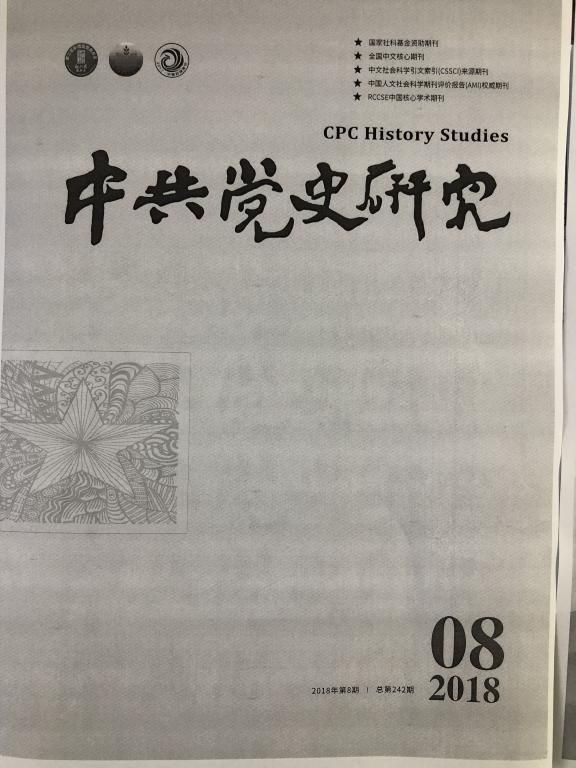 ★ 国家社科基金资助期刊
★ 全国中文核心期刊
★ 中文社会科学引文索引(CSSCI)来源期刊
★ 中国人文社会科学期刊评价报告(AMI)权威期刊
★ RCCSE中国核心学术期刊
CPC History Studies
中共党史研究
08
2018年第8期 | 总第242期
2018